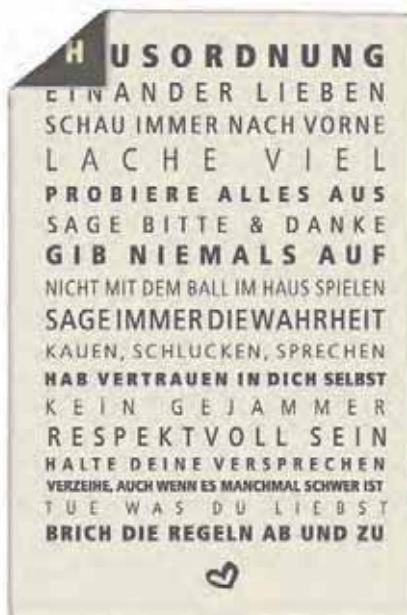 H USORDNUNG
EINANDER LIEBEN
SCHAU IMMER NACH VORNE
LACHE VIEL
PROBIERE ALLES AUS
SAGE BITTE & DANKE
GIB NIEMALS AUF
NICHT MIT DEM BALL IM HAUS SPIELEN
SAGE IMMER DIE WAHRHEIT
KAUEN, SCHLUCKEN, SPRECHEN
HAB VERTRAUEN IN DICH SELBST
KEIN GEJAMMER
RESPEKTVOLL SEIN
HALTE DEINE VERSPRECHEN
VERZEIHE, AUCH WENN ES MANCHMAL SCHWER IST
TUE WAS DU LIEBST
BRICH DIE REGELN AB UND ZU